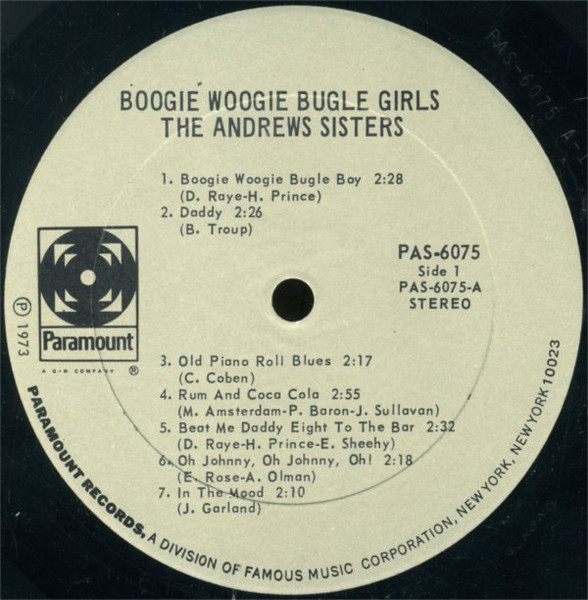 BOOGIE WOOGIE BUGLE GIRLS
THE ANDREWS SISTERS
1. Boogie Woogie Bugle Boy 2:28
(D. Raye-H. Prince)
2. Daddy 2:26
(B. Troup)
PAS-6075
Side 1
PAS-6075-A
STEREO
Paramount
A G+W COMPANY ®
Ⓟ 1973
3. Old Piano Roll Blues 2:17
(C. Coben)
4. Rum And Coca Cola 2:55
(M. Amsterdam-P. Baron-J. Sullavan)
5. Beat Me Daddy Eight To The Bar 2:32
(D. Raye-H. Prince-E. Sheehy)
6. Oh Johnny, Oh Johnny, Oh! 2:18
(E. Rose-A. Olman)
7. In The Mood 2:10
(J. Garland)
PARAMOUNT RECORDS, A DIVISION OF FAMOUS MUSIC CORPORATION, NEW YORK, NEW YORK 10023
PAS-6075 A